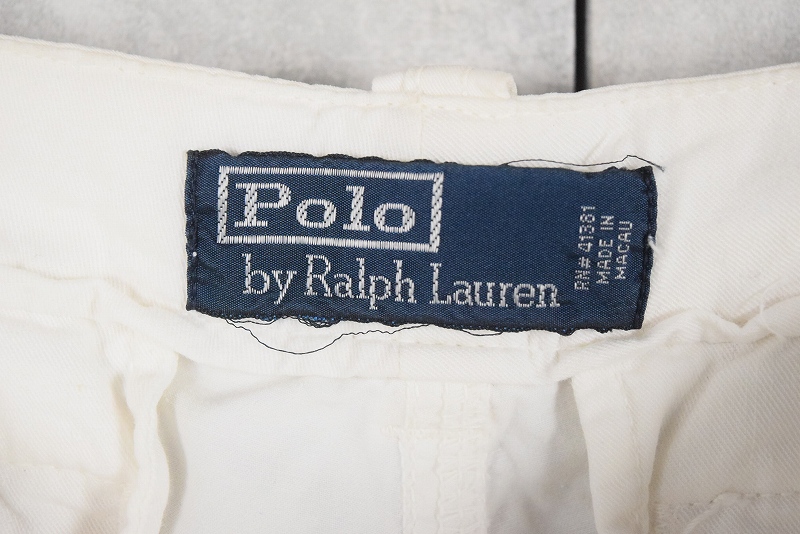 Polo
by Ralph Lauren
RN# 41381
MADE IN
MACAU